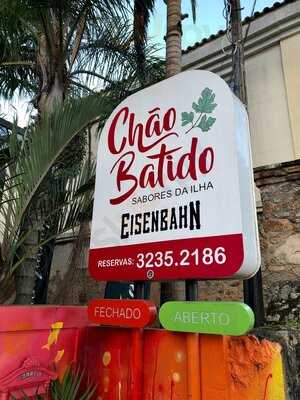 Chão
Batido
SABORES DA ILHA
EISENBAHN
RESERVAS: 3235.2186
FECHADO
ABERTO